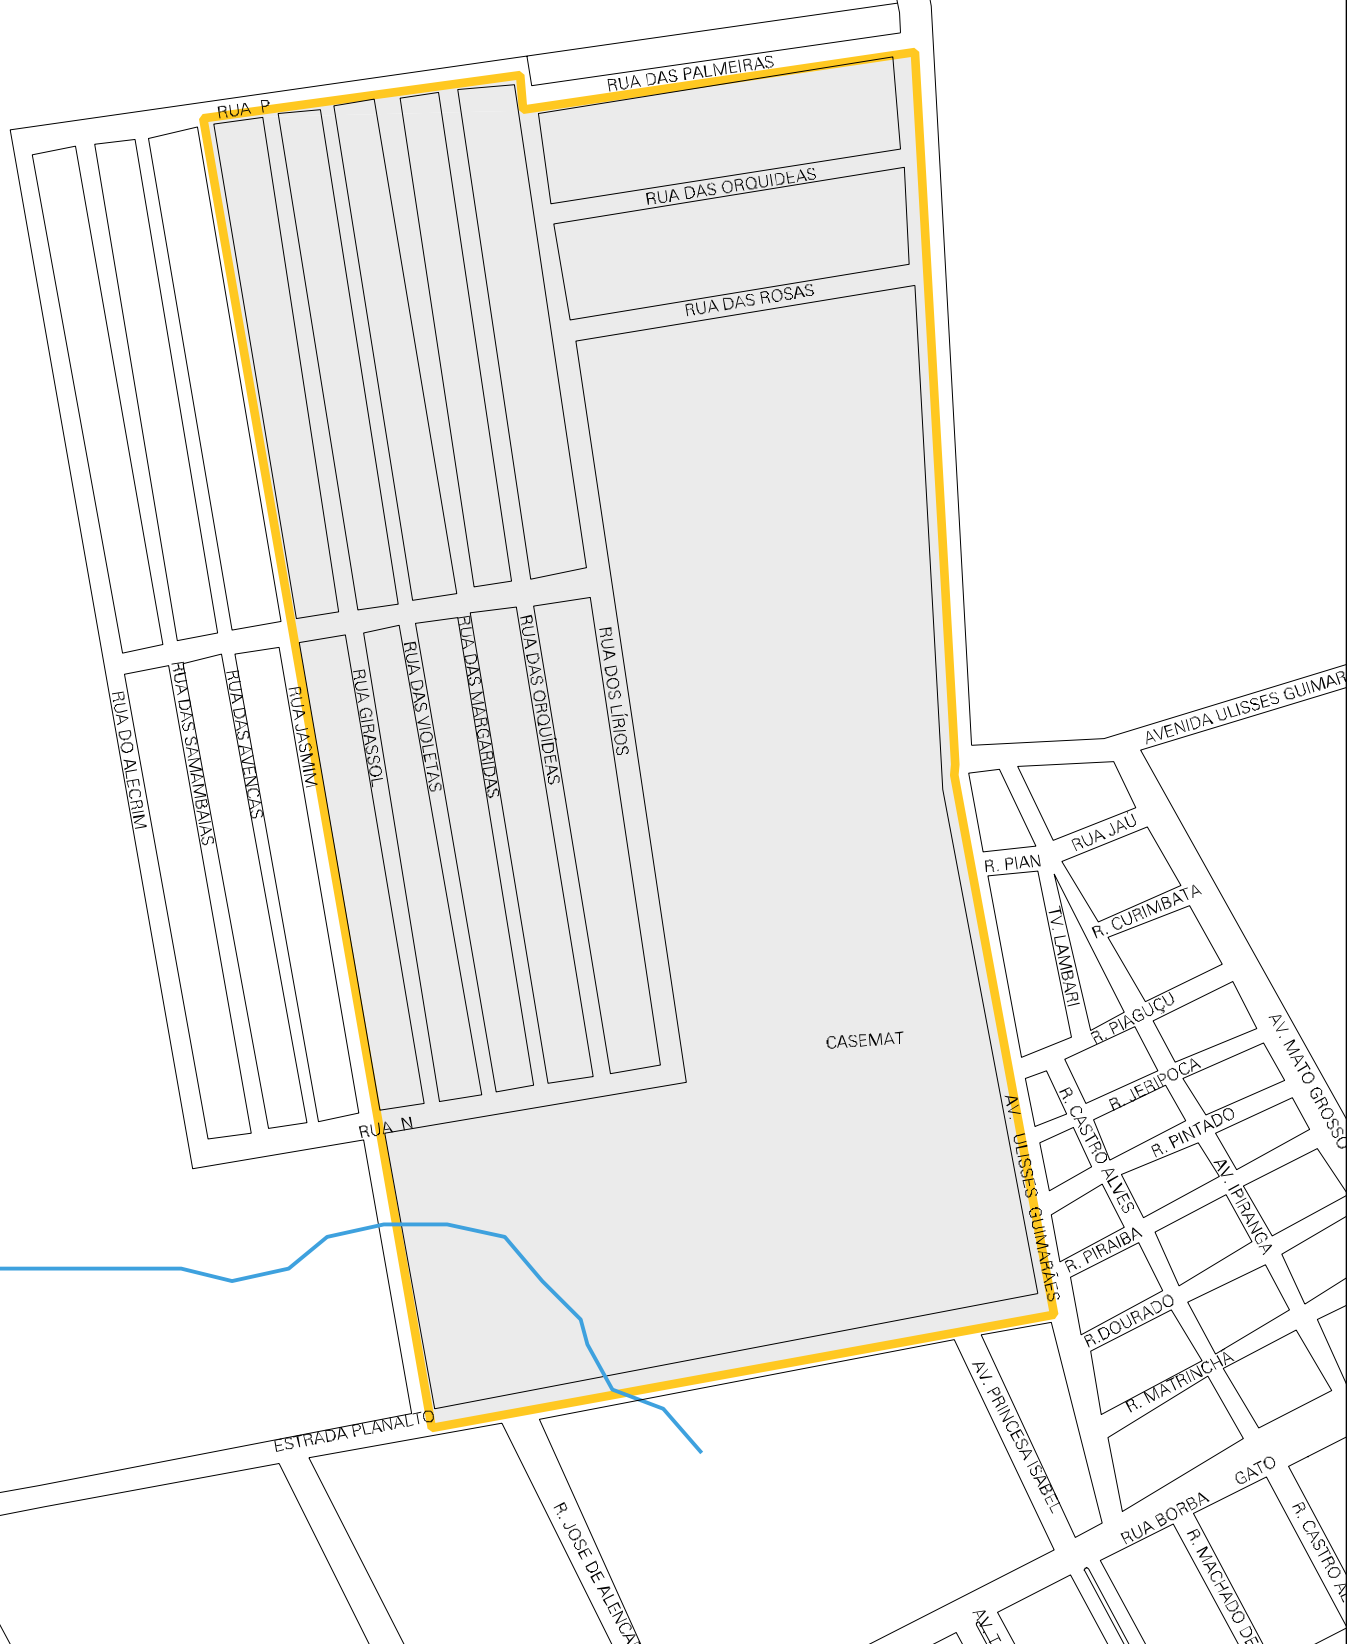 RUA DAS PALMEIRAS
RUA P
RUA DAS ORQUIDEAS
RUA DAS ROSAS
RUA DO ALECRIM
RUA DAS SAMAMBAIAS
RUA DAS AVENCAS
RUA JASMIM
RUA GIRASSOL
RUA DAS VIOLETAS
RUA DAS MARGARIDAS
RUA DAS ORQUÍDEAS
RUA DOS LÍRIOS
AVENIDA ULISSES GUIMAR
RUA JAU
R. PIAN
R. CURIMBATA
TV. LAMBARI
R. PIAGUÇU
AV. MATO GROSSO
CASEMAT
R. JERIPOCA
R. CASTRO ALVES
R. PINTADO
AV. ULISSES GUIMARÃES
RUA N
AV. IPIRANGA
R. PIRAIBA
R.DOURADO
R. MATRINCHA
AV. PRINCESA ISABEL
ESTRADA PLANALTO
RUA BORBA GATO
R. JOSE DE ALENCA
R. MACHADO DE
R. CASTRO AL